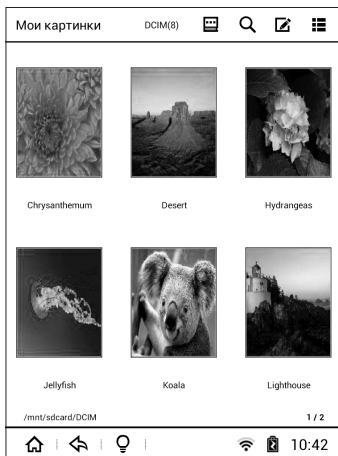 Мои картинки DCIM(8)
Chrysanthemum Desert Hydrangeas
Jellyfish Koala Lighthouse
/mnt/sdcard/DCIM 1 / 2
10:42